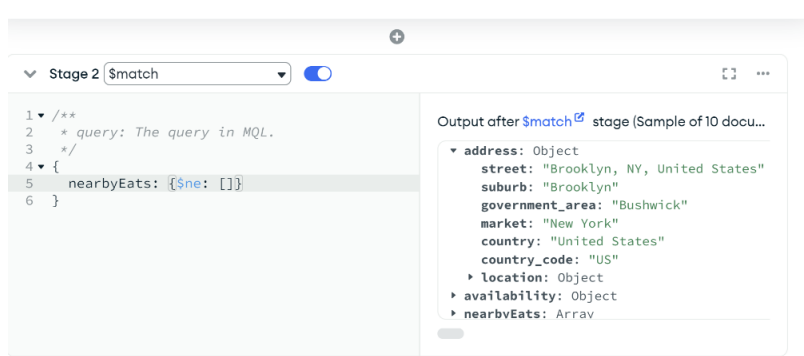 Stage 2 $match
1 /**
2 * query: The query in MQL.
3 */
4 {
5 nearbyEats: {$ne: []}
6 }
Output after $match stage (Sample of 10 docu...
address: Object
street: "Brooklyn, NY, United States"
suburb: "Brooklyn"
government_area: "Bushwick"
market: "New York"
country: "United States"
country_code: "US"
location: Object
availability: Object
nearbyEats: Array